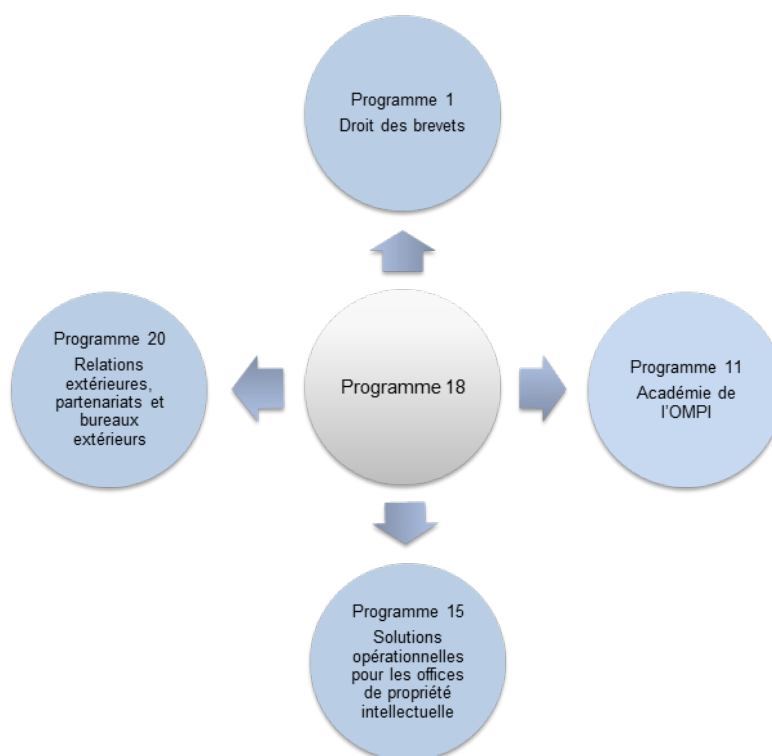 Programme 1
Droit des brevets
Programme 20
Relations
extérieures,
partenariats et
bureaux
extérieurs
Programme 18
Programme 11
Académie de
l'OMPI
Programme 15
Solutions
opérationnelles
pour les offices
de propriété
intellectuelle